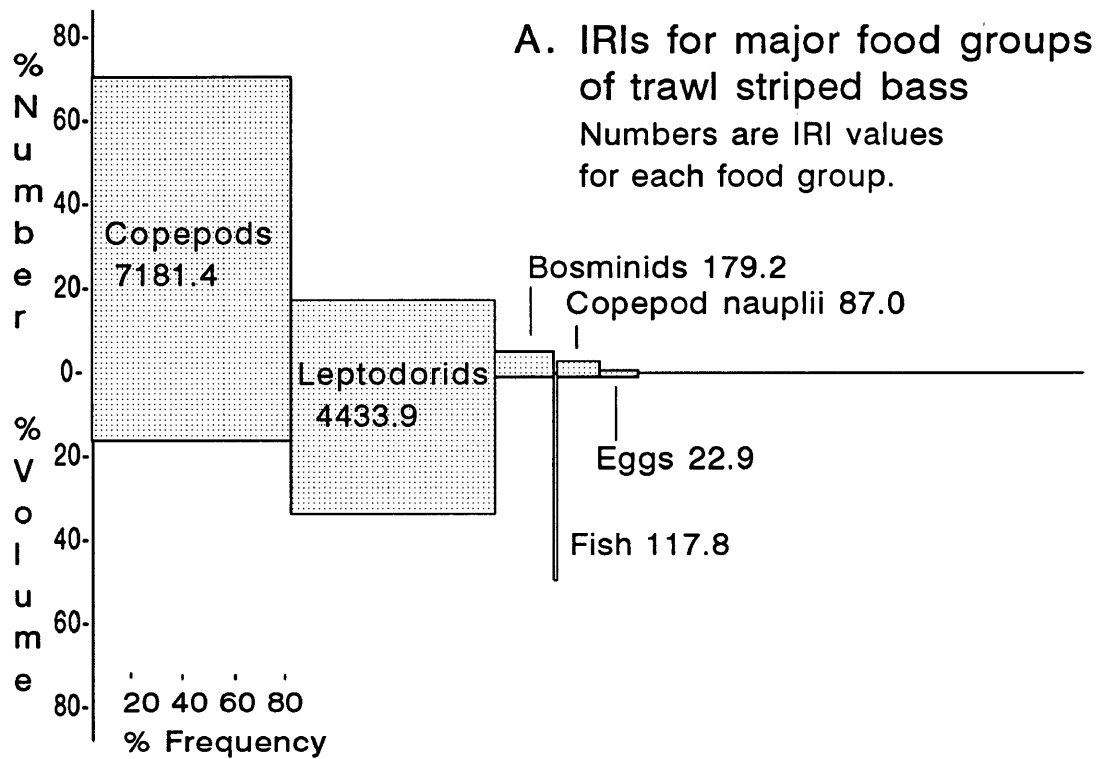 A. IRIs for major food groups
of trawl striped bass
Numbers are IRI values
for each food group.
% Number
80-
60-
40-
20-
0-
% Volume
20-
40-
60-
80-
Copepods
7181.4
Leptodorids
4433.9
Bosminids 179.2
Copepod nauplii 87.0
Eggs 22.9
Fish 117.8
20 40 60 80
% Frequency